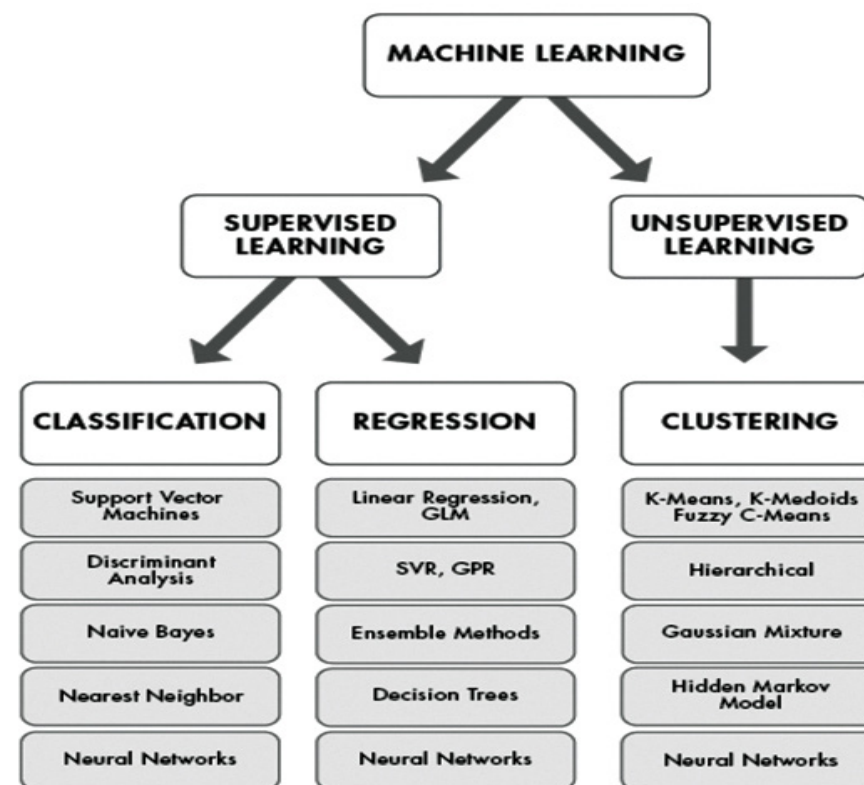 MACHINE LEARNING
SUPERVISED
LEARNING
UNSUPERVISED
LEARNING
CLASSIFICATION
Support Vector
Machines
Discriminant
Analysis
Naive Bayes
Nearest Neighbor
Neural Networks
REGRESSION
Linear Regression,
GLM
SVR, GPR
Ensemble Methods
Decision Trees
Neural Networks
CLUSTERING
K-Means, K-Medoids
Fuzzy C-Means
Hierarchical
Gaussian Mixture
Hidden Markov
Model
Neural Networks